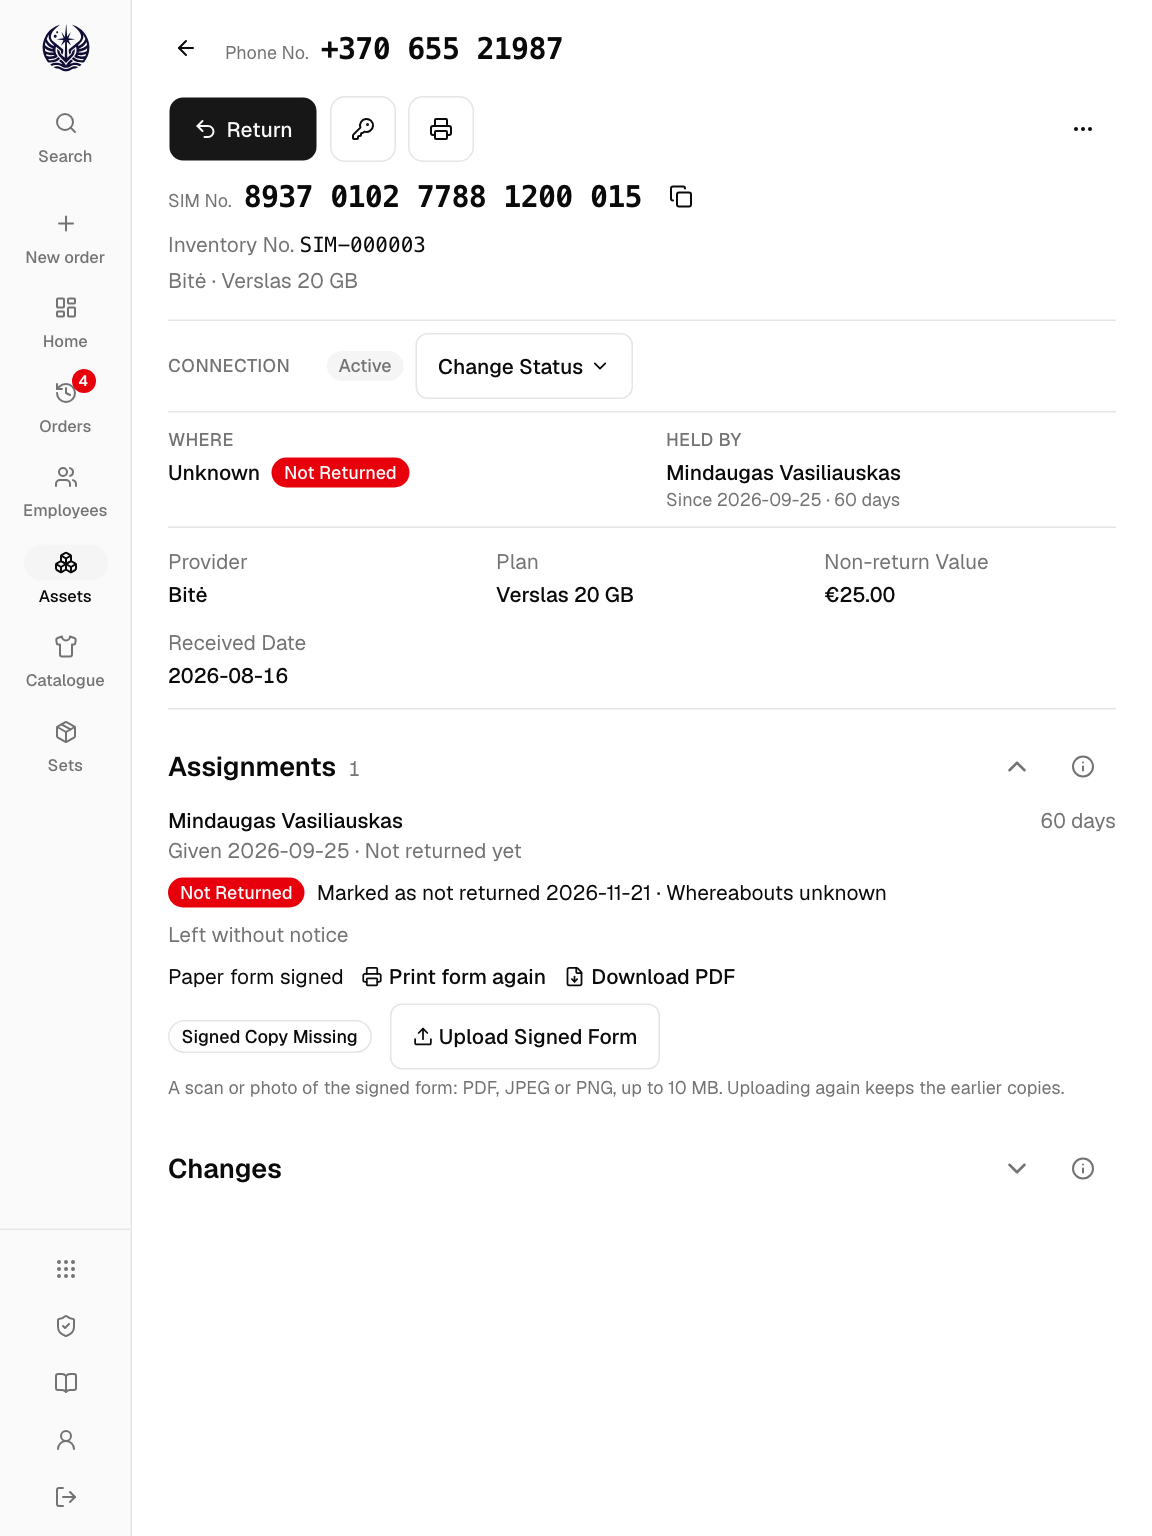 Phone No. +370 655 21987
Return
SIM No. 8937 0102 7788 1200 015
Inventory No. SIM-000003
Bitė · Verslas 20 GB
CONNECTION Active Change Status
WHERE
Unknown Not Returned
HELD BY
Mindaugas Vasiliauskas
Since 2026-09-25 · 60 days
Provider
Bitė
Plan
Verslas 20 GB
Non-return Value
€25.00
Received Date
2026-08-16
Assignments 1
Mindaugas Vasiliauskas 60 days
Given 2026-09-25 · Not returned yet
Not Returned Marked as not returned 2026-11-21 · Whereabouts unknown
Left without notice
Paper form signed Print form again Download PDF
Signed Copy Missing Upload Signed Form
A scan or photo of the signed form: PDF, JPEG or PNG, up to 10 MB. Uploading again keeps the earlier copies.
Changes
Search
New order
Home
4
Orders
Employees
Assets
Catalogue
Sets